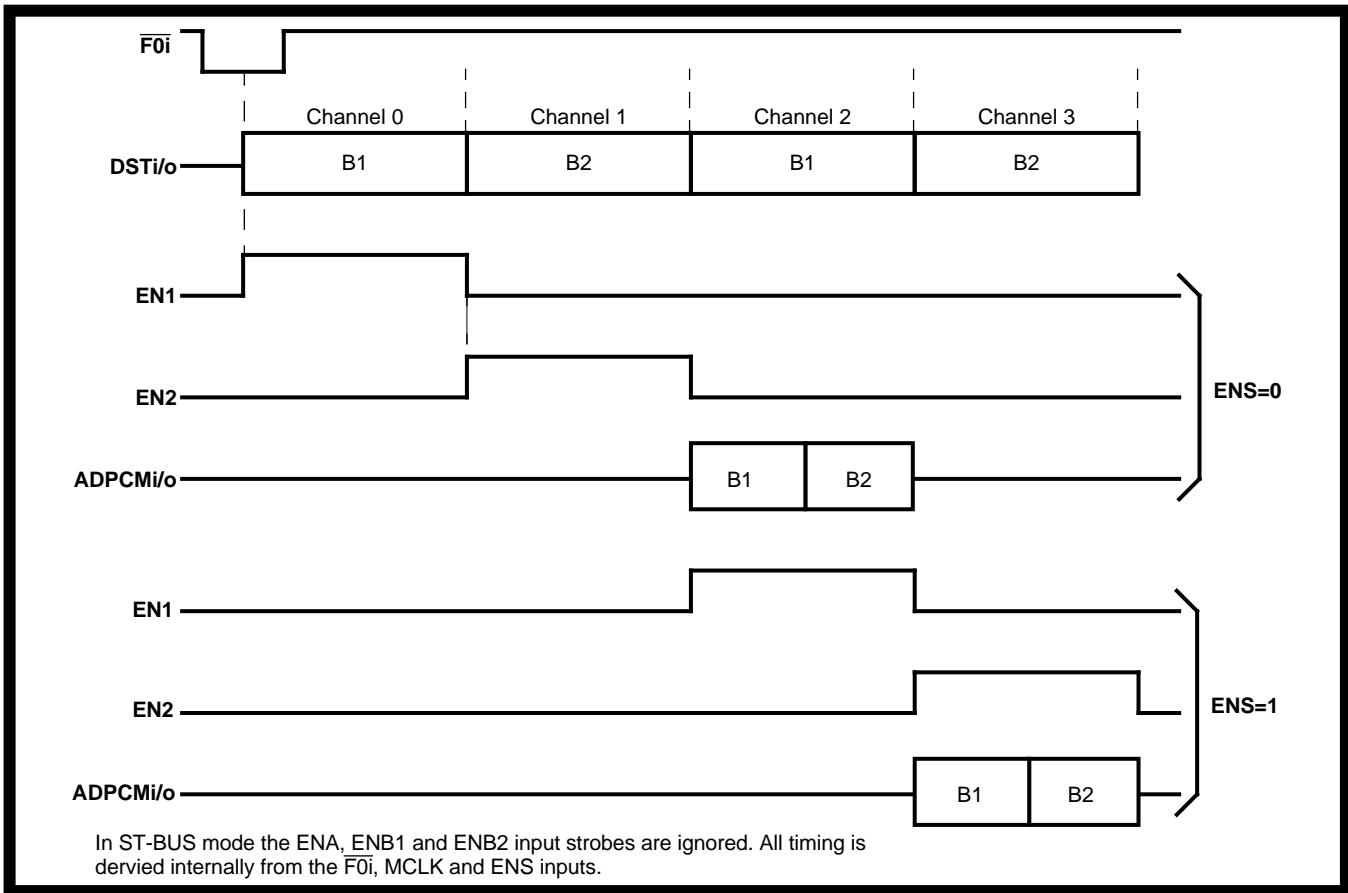 F0i
Channel 0 Channel 1 Channel 2 Channel 3
DSTi/o B1 B2 B1 B2
EN1
EN2 ENS=0
ADPCMi/o B1 B2
EN1
EN2 ENS=1
ADPCMi/o B1 B2
In ST-BUS mode the ENA, ENB1 and ENB2 input strobes are ignored. All timing is
dervied internally from the F0i, MCLK and ENS inputs.